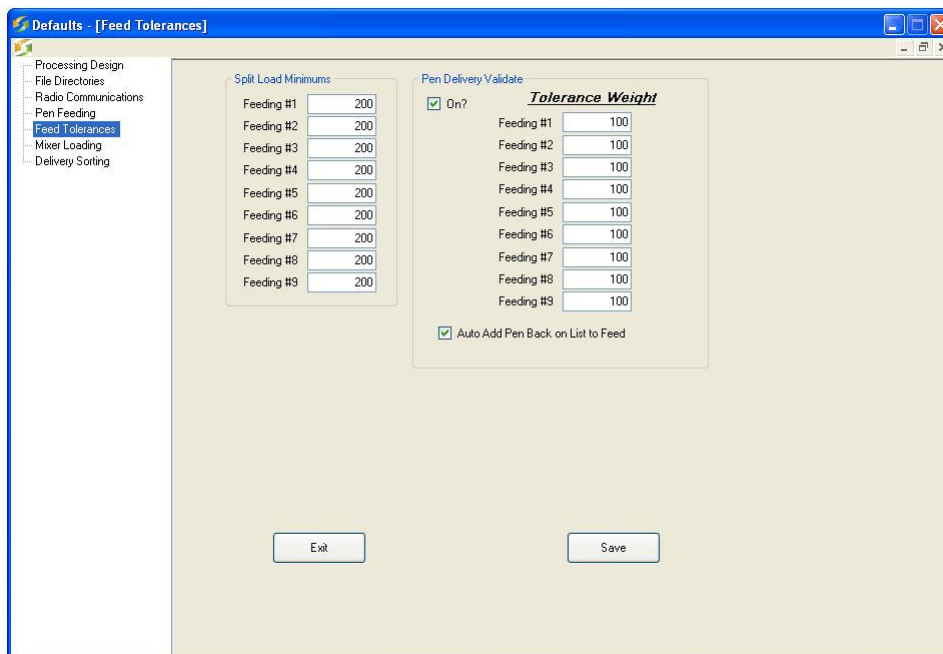 Defaults - [Feed Tolerances]
Processing Design
File Directories
Radio Communications
Pen Feeding
Feed Tolerances
Mixer Loading
Delivery Sorting
Split Load Minimums
Feeding #1 200
Feeding #2 200
Feeding #3 200
Feeding #4 200
Feeding #5 200
Feeding #6 200
Feeding #7 200
Feeding #8 200
Feeding #9 200
Pen Delivery Validate
On? Tolerance Weight
Feeding #1 100
Feeding #2 100
Feeding #3 100
Feeding #4 100
Feeding #5 100
Feeding #6 100
Feeding #7 100
Feeding #8 100
Feeding #9 100
Auto Add Pen Back on List to Feed
Exit
Save